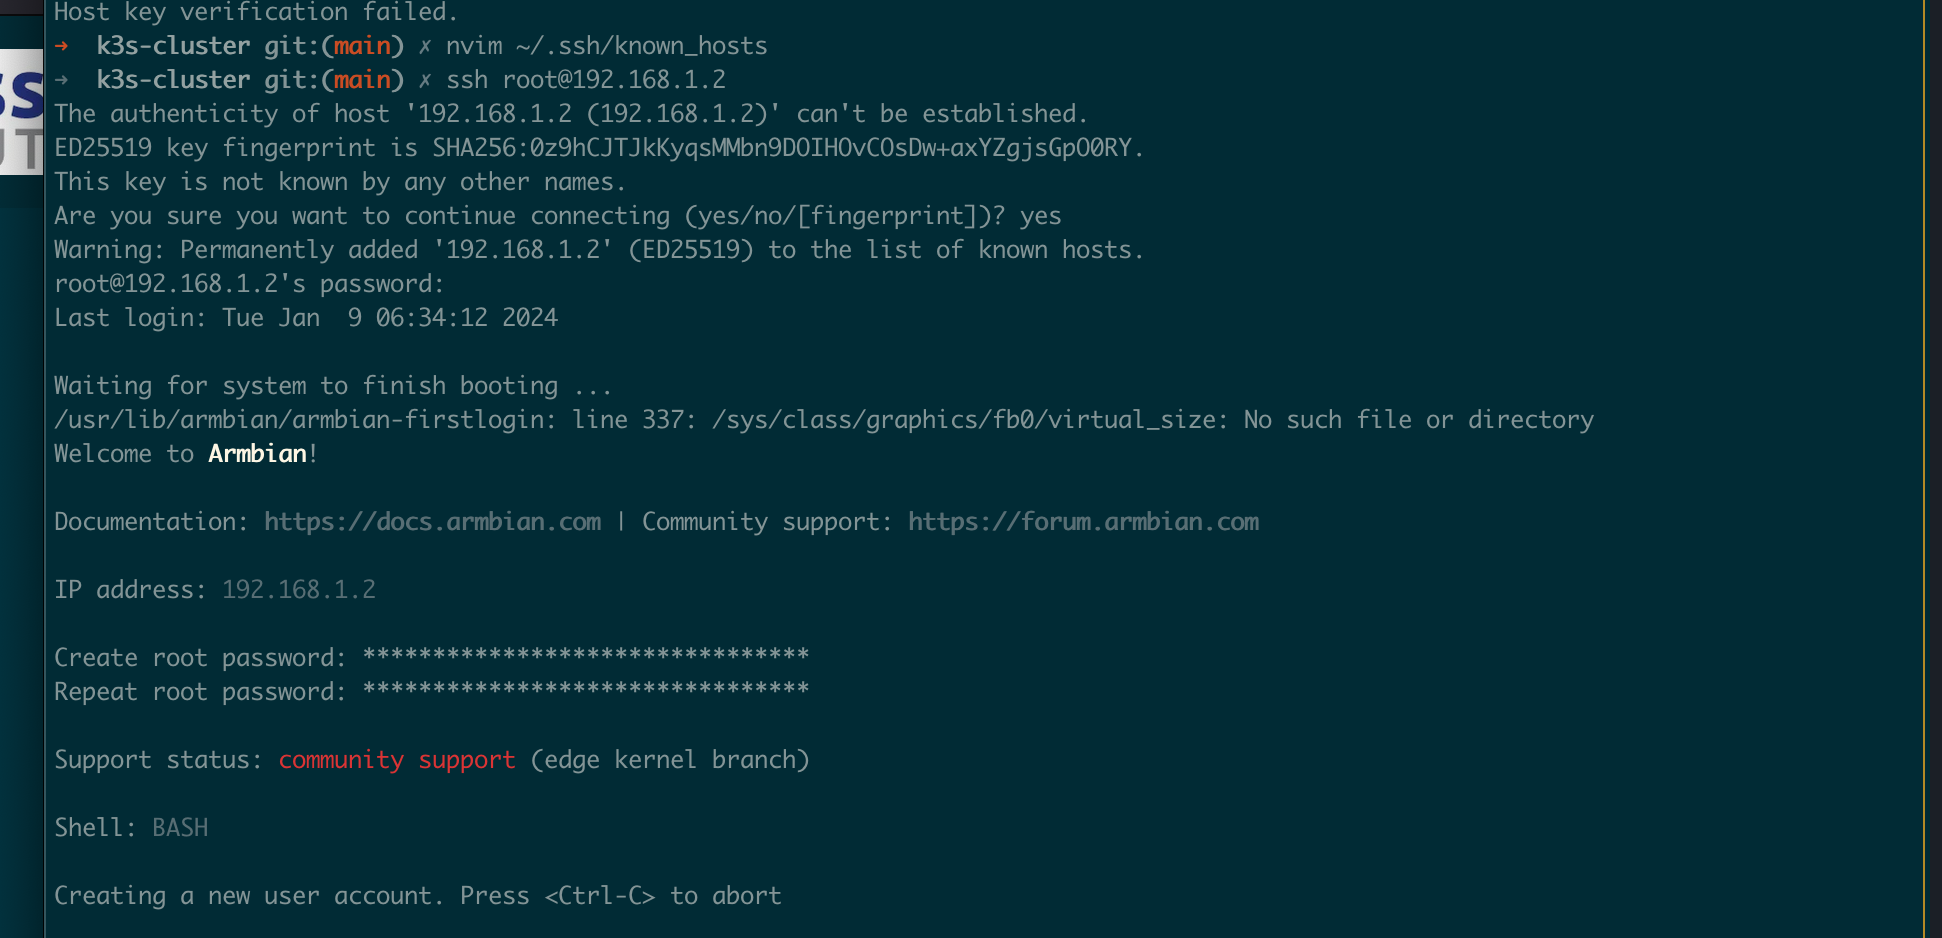 Host key verification failed.
→ k3s-cluster git:(main) ✗ nvim ~/.ssh/known_hosts
→ k3s-cluster git:(main) ✗ ssh root@192.168.1.2
The authenticity of host '192.168.1.2 (192.168.1.2)' can't be established.
ED25519 key fingerprint is SHA256:0z9hCJTJkKyqsMMbn9DOIHOvCOsDw+axYZgjsGpO0RY.
This key is not known by any other names.
Are you sure you want to continue connecting (yes/no/[fingerprint])? yes
Warning: Permanently added '192.168.1.2' (ED25519) to the list of known hosts.
root@192.168.1.2's password:
Last login: Tue Jan  9 06:34:12 2024
Waiting for system to finish booting ...
/usr/lib/armbian/armbian-firstlogin: line 337: /sys/class/graphics/fb0/virtual_size: No such file or directory
Welcome to Armbian!
Documentation: https://docs.armbian.com | Community support: https://forum.armbian.com
IP address: 192.168.1.2
Create root password: ********************************
Repeat root password: ********************************
Support status: community support (edge kernel branch)
Shell: BASH
Creating a new user account. Press <Ctrl-C> to abort